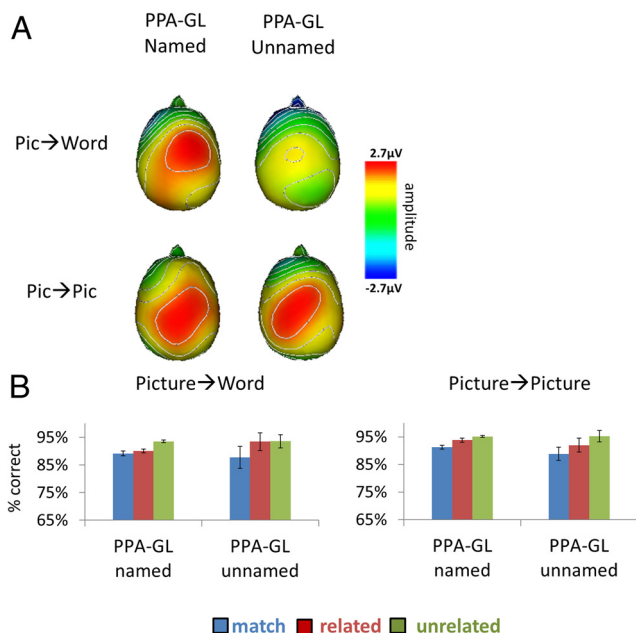 A
PPA-GL
Named
PPA-GL
Unnamed
Pic→Word
2.7µV
amplitude
-2.7µV
Pic→Pic
B
Picture→Word
Picture→Picture
% correct
95%
85%
75%
65%
PPA-GL
named
PPA-GL
unnamed
95%
85%
75%
65%
PPA-GL
named
PPA-GL
unnamed
match related unrelated